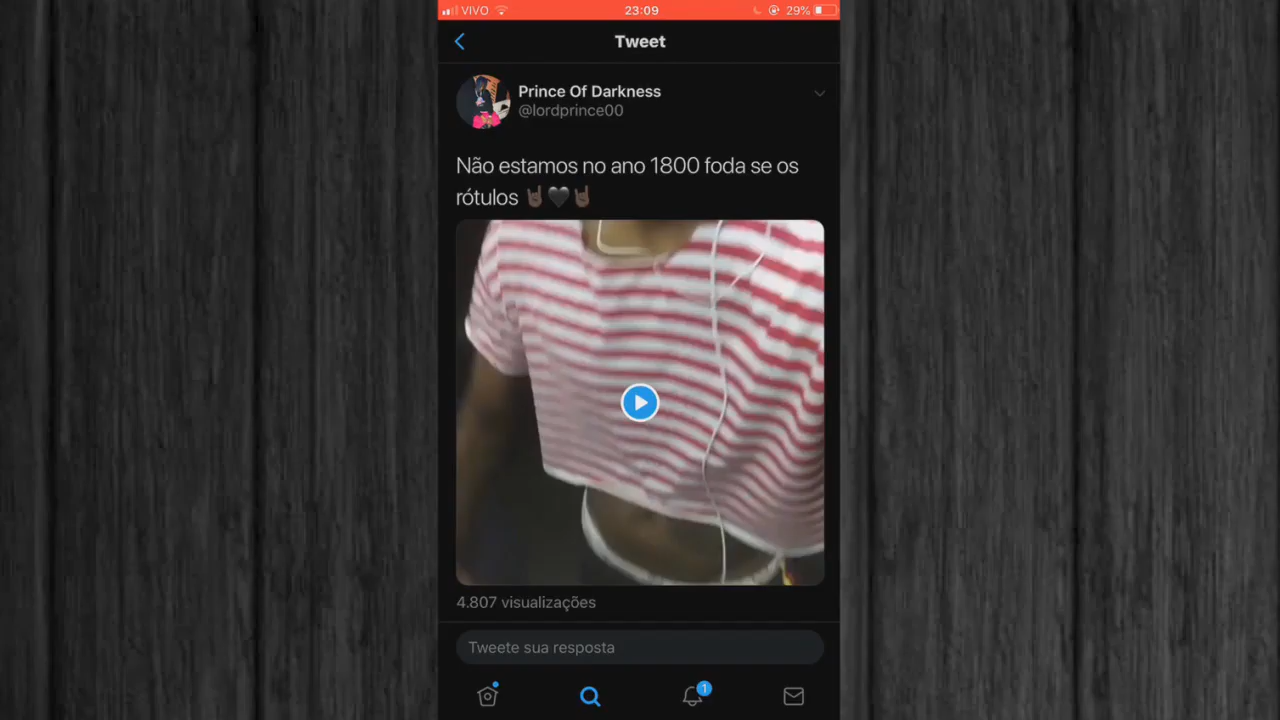 VIVO 23:09 29%
Tweet
Prince Of Darkness
@lordprince00
Não estamos no ano 1800 foda se os
rótulos 🤘🏿🖤🤘🏿
4.807 visualizações
Tweete sua resposta
1